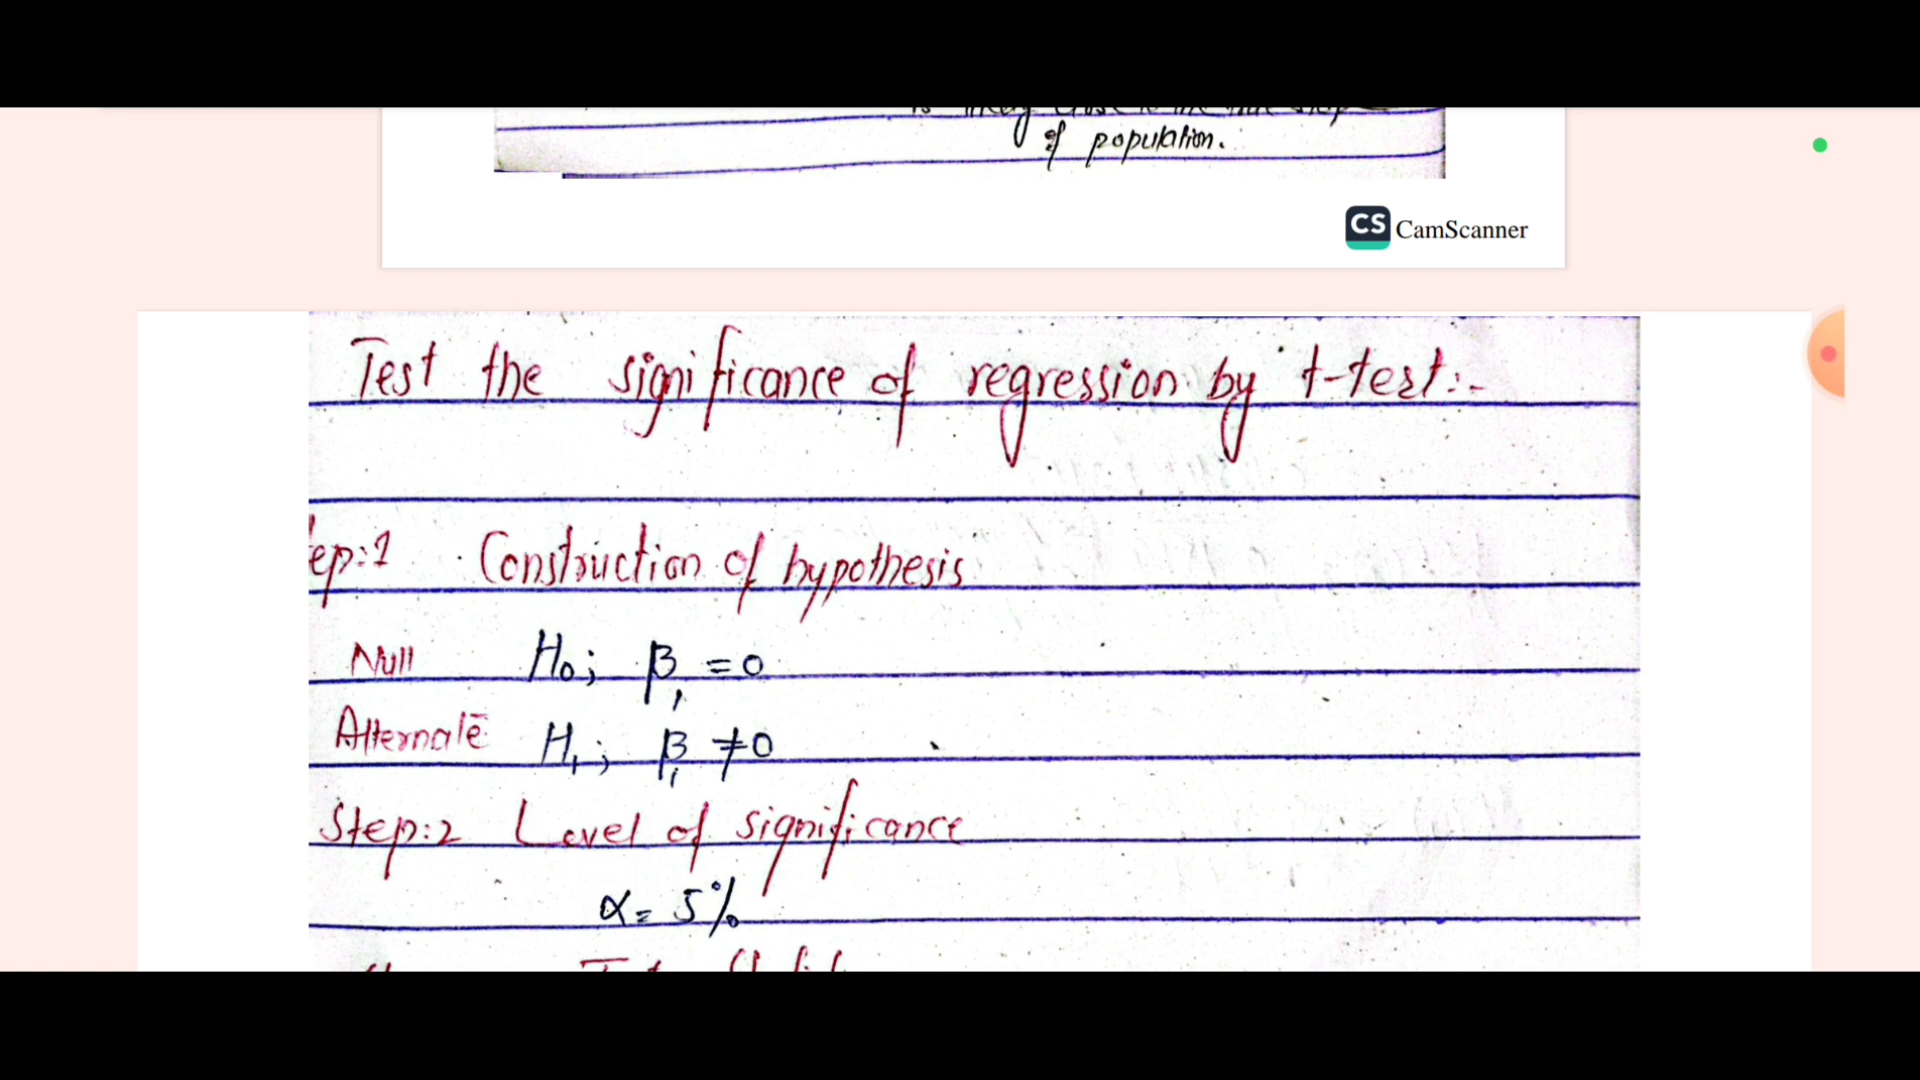 of population.
CS CamScanner
Test the significance of regression by t-test:-
ep:1 Construction of hypothesis
Null H₀; β₁ = 0
Alternate H₁; β₁ ≠ 0
Step:2 Level of significance
α = 5%